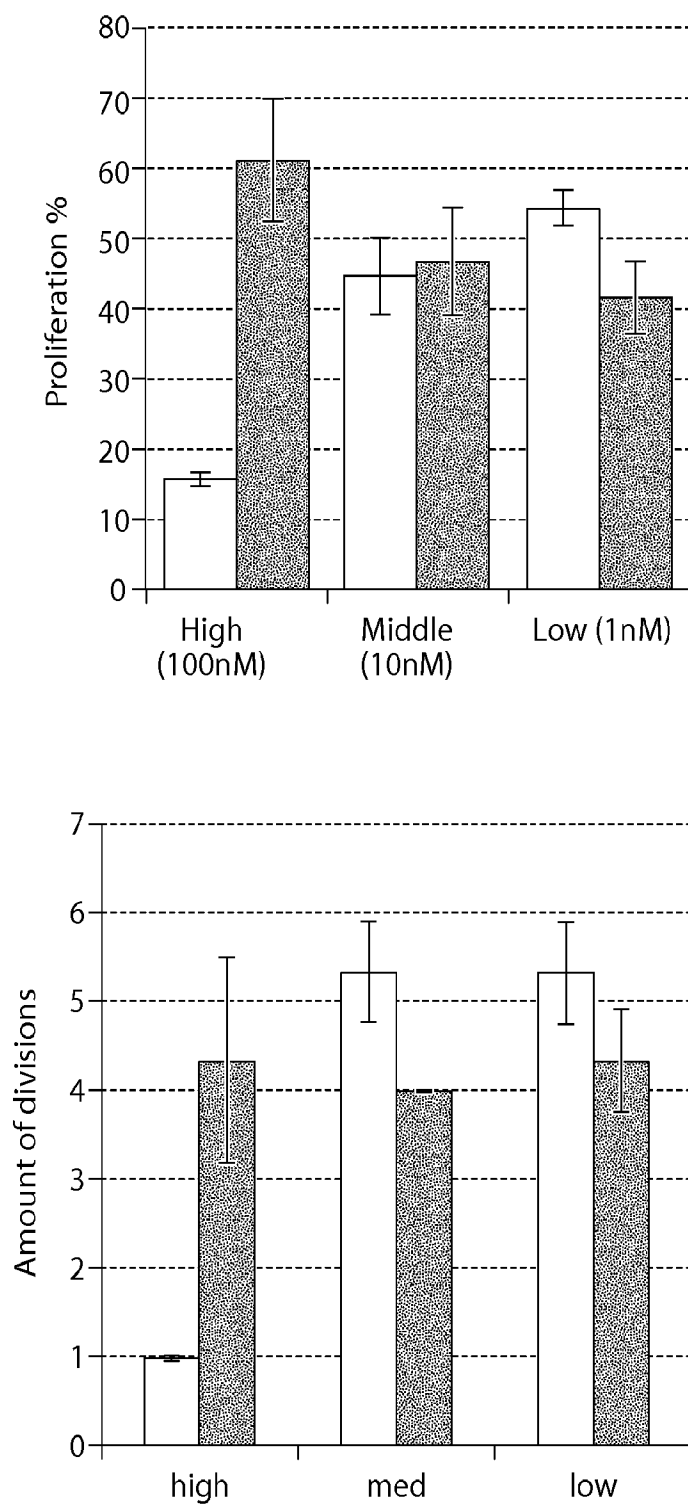 80
70
60
50
40
30
20
10
0
Proliferation %
High
(100nM)
Middle
(10nM)
Low (1nM)
7
6
5
4
3
2
1
0
Amount of divisions
high
med
low